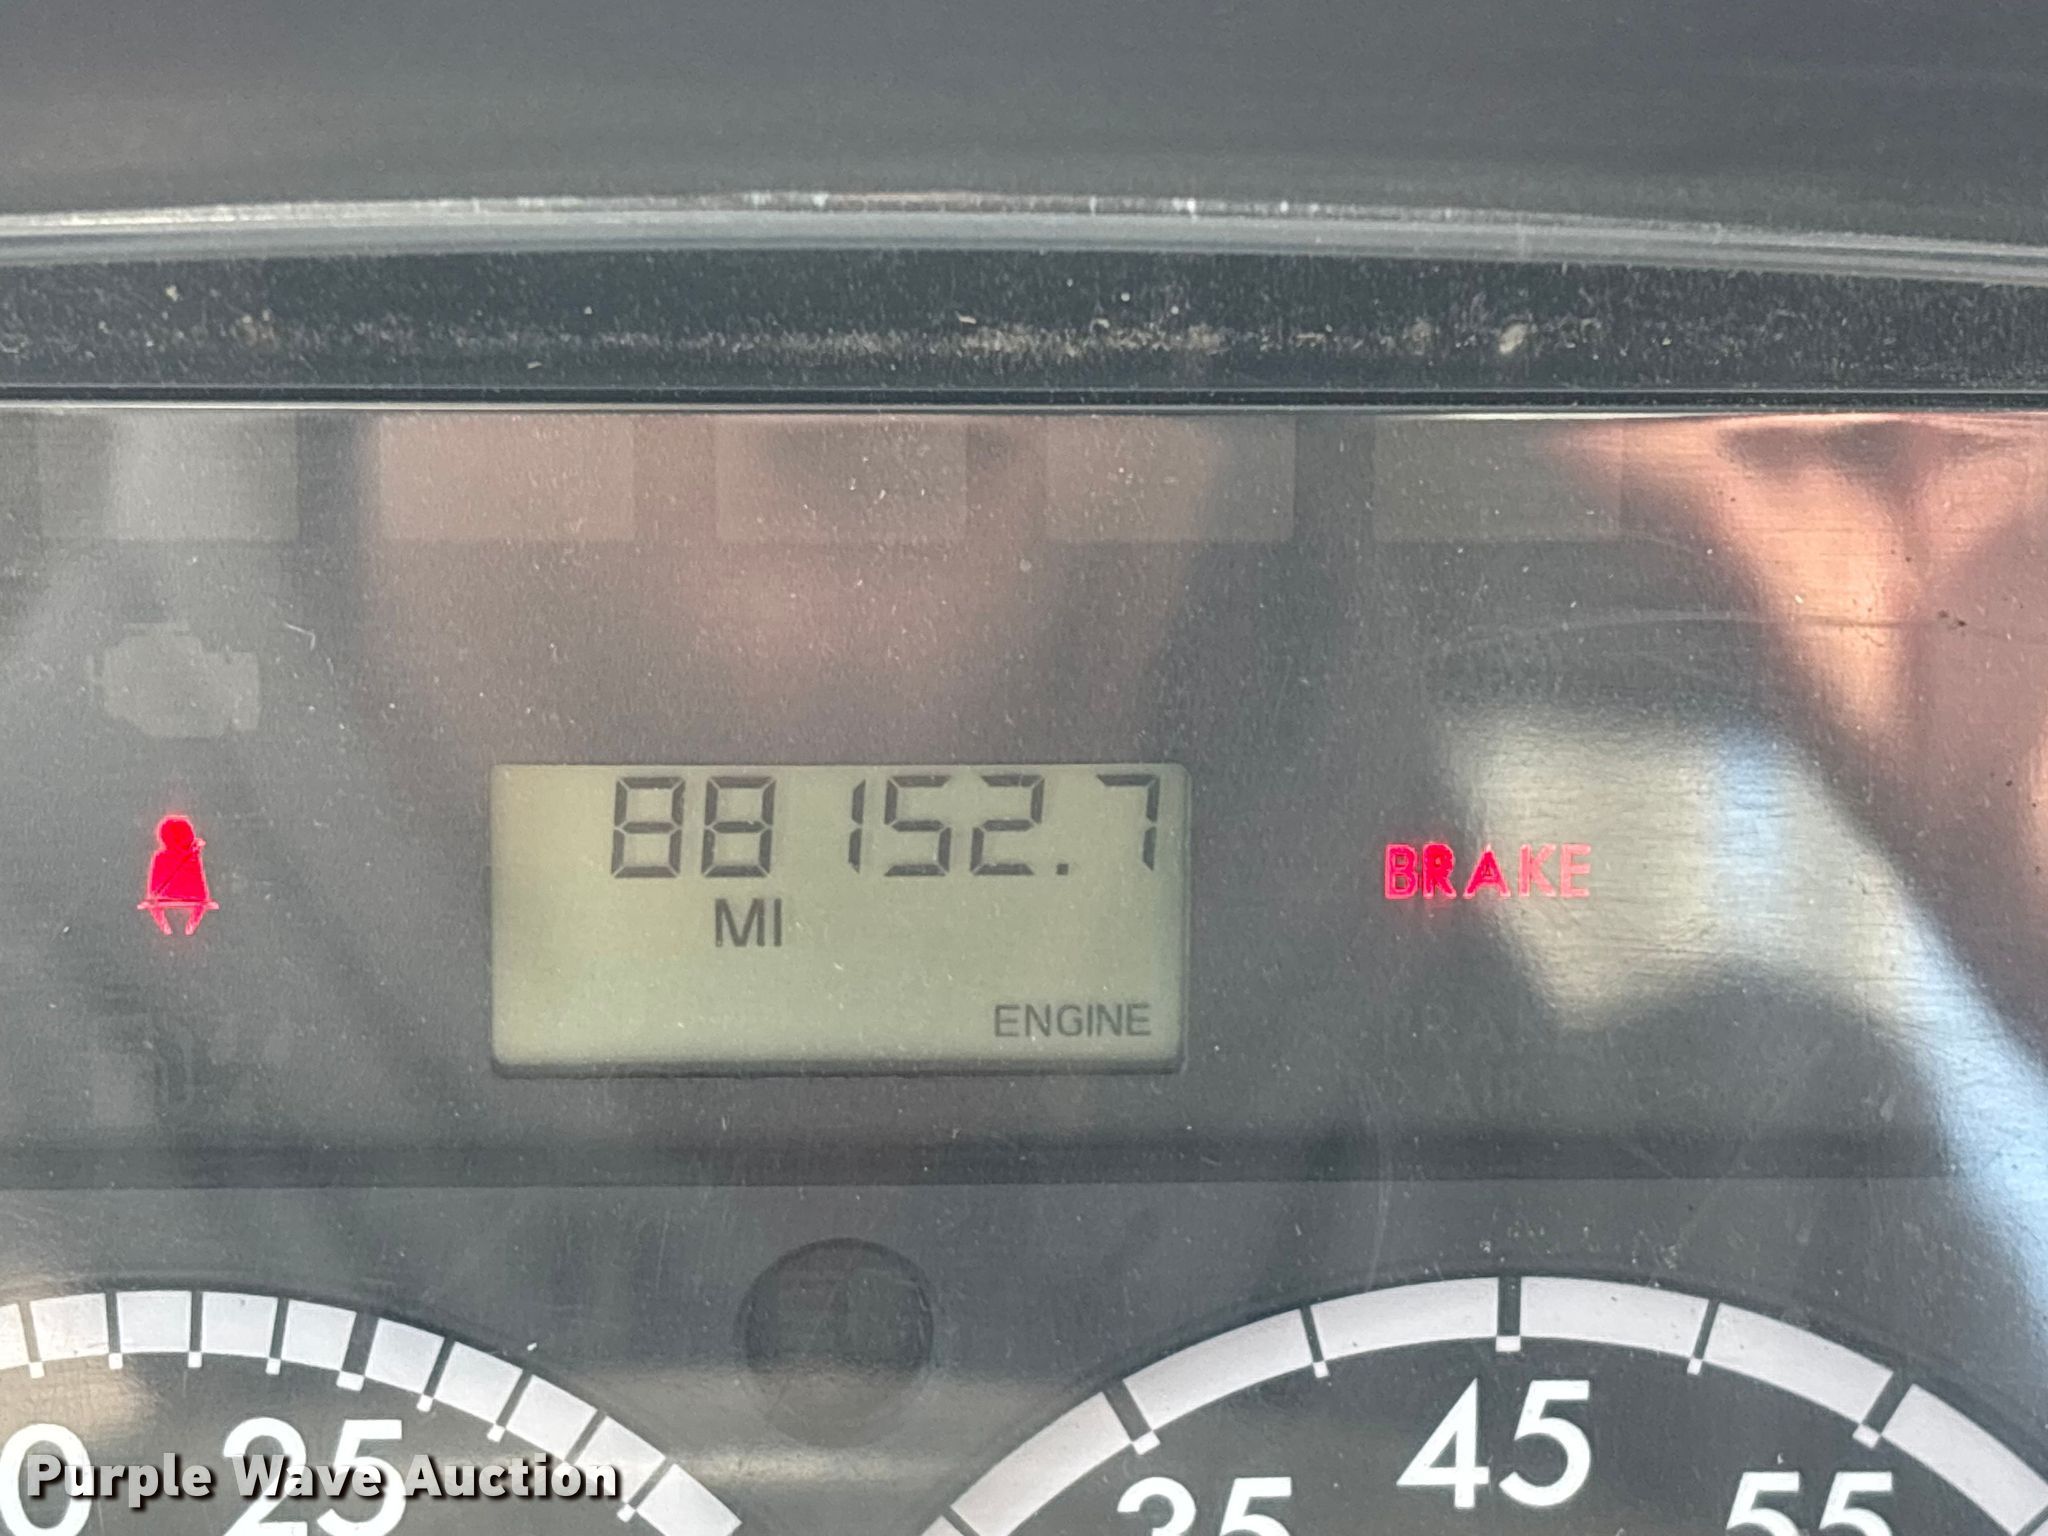 88152.7
MI
BRAKE
ENGINE
25
35
45
55
Purple Wave Auction